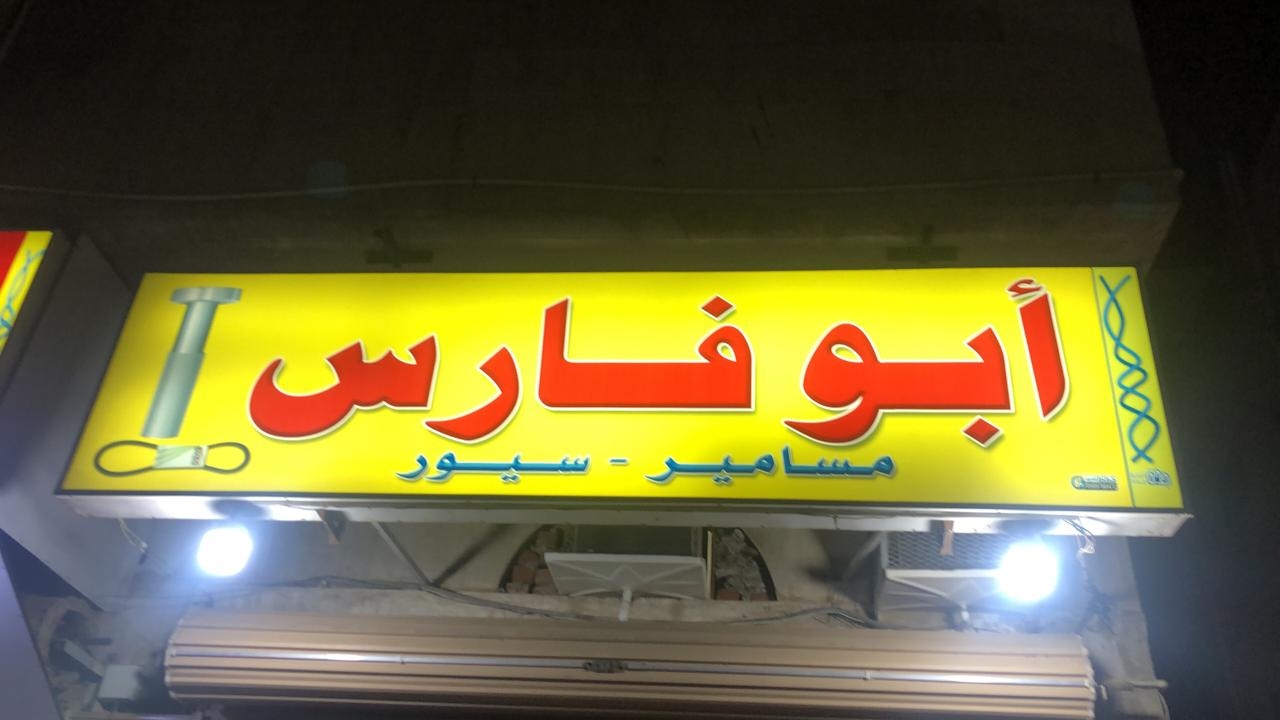 أبو فارس
مسامير - سيور